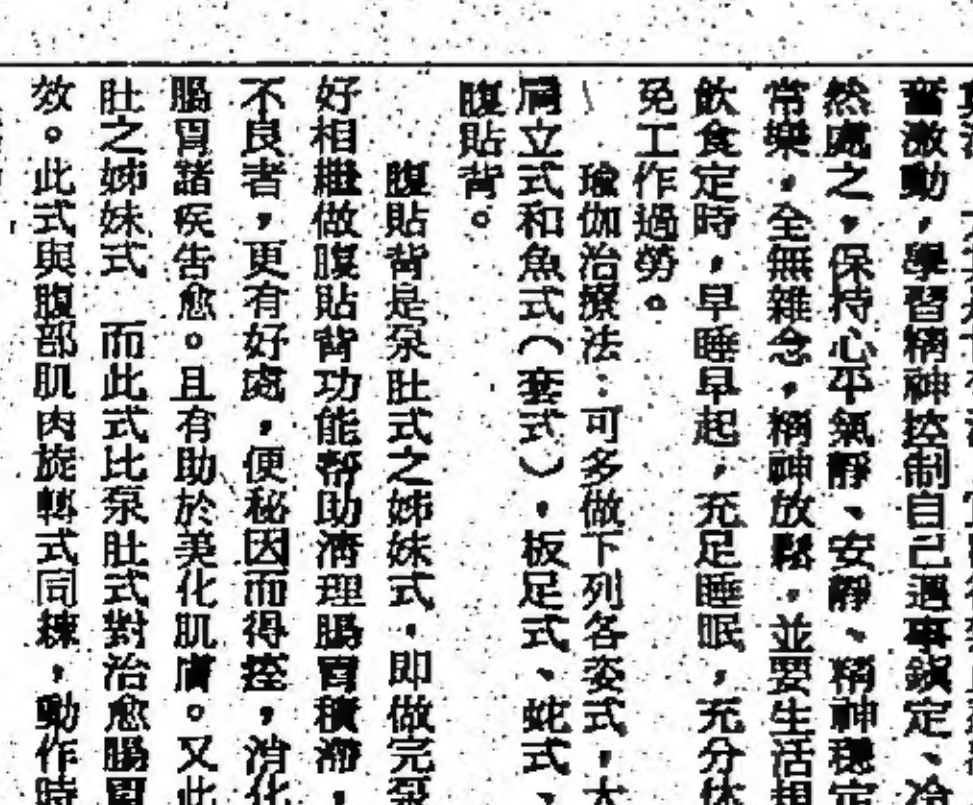 奮激動，學習精神控制自己遇事鎮定、冷
然處之，保持心平氣靜、安靜、精神穩定
常樂，全無雜念，精神放鬆，並要生活規
飲食定時，早睡早起，充足睡眠，充分休
免工作過勞。
瑜伽治療法：可多做下列各姿式，大
肩立式和魚式（套式），板足式、蛇式、
腹貼背。
腹貼背是泵肚式之姊妹式，即做完泵
好相繼做腹貼背功能幫助清理腸胃積滯，
不良者，更有好處，便秘因而得痊，消化
腸胃諸疾告愈。且有助於美化肌膚。又此
肚之姊妹式 而此式比泵肚式對治愈腸胃
效。此式與腹部肌肉旋轉式同練，動作時